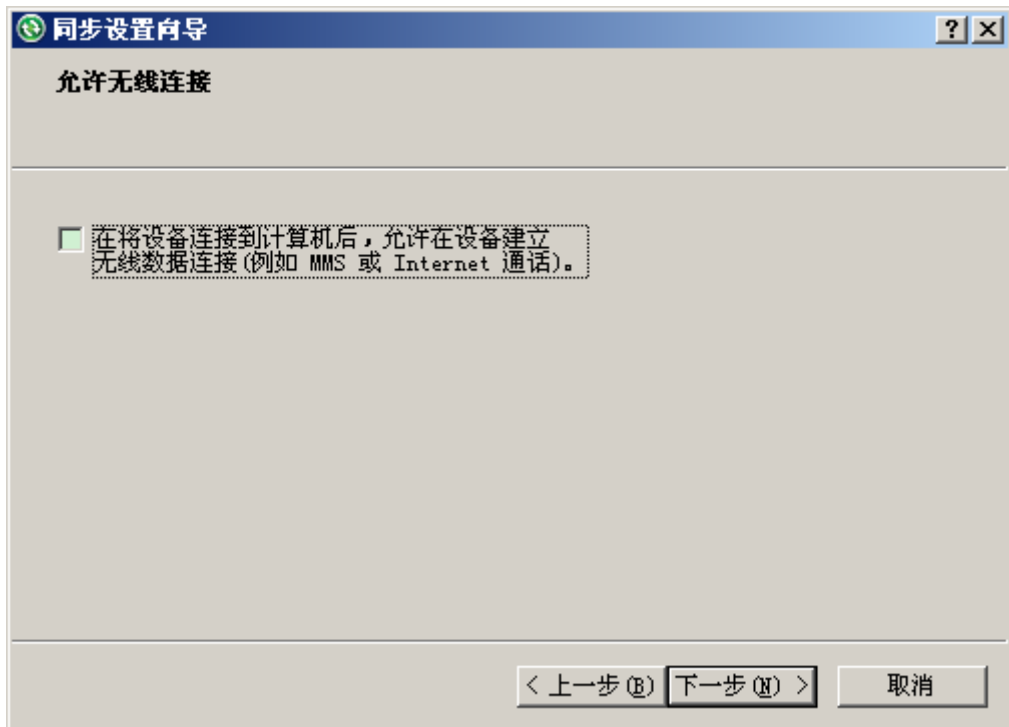 同步设置向导
允许无线连接
在将设备连接到计算机后，允许在设备建立
无线数据连接(例如 MMS 或 Internet 通话)。
< 上一步(B) 下一步(N) > 取消